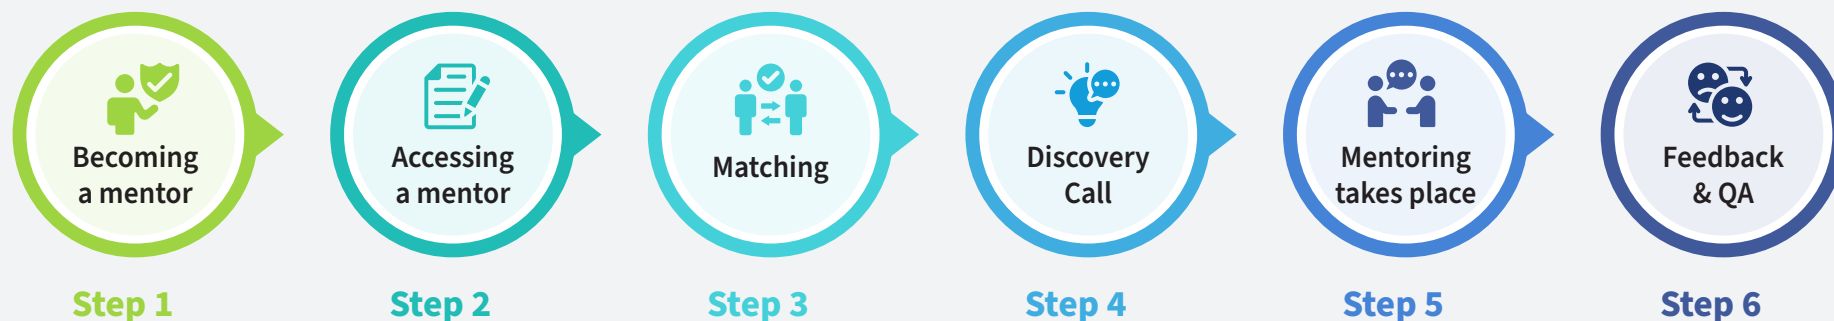 Becoming
a mentor
Accessing
a mentor
Matching
Discovery
Call
Mentoring
takes place
Feedback
& QA
Step 1
Step 2
Step 3
Step 4
Step 5
Step 6